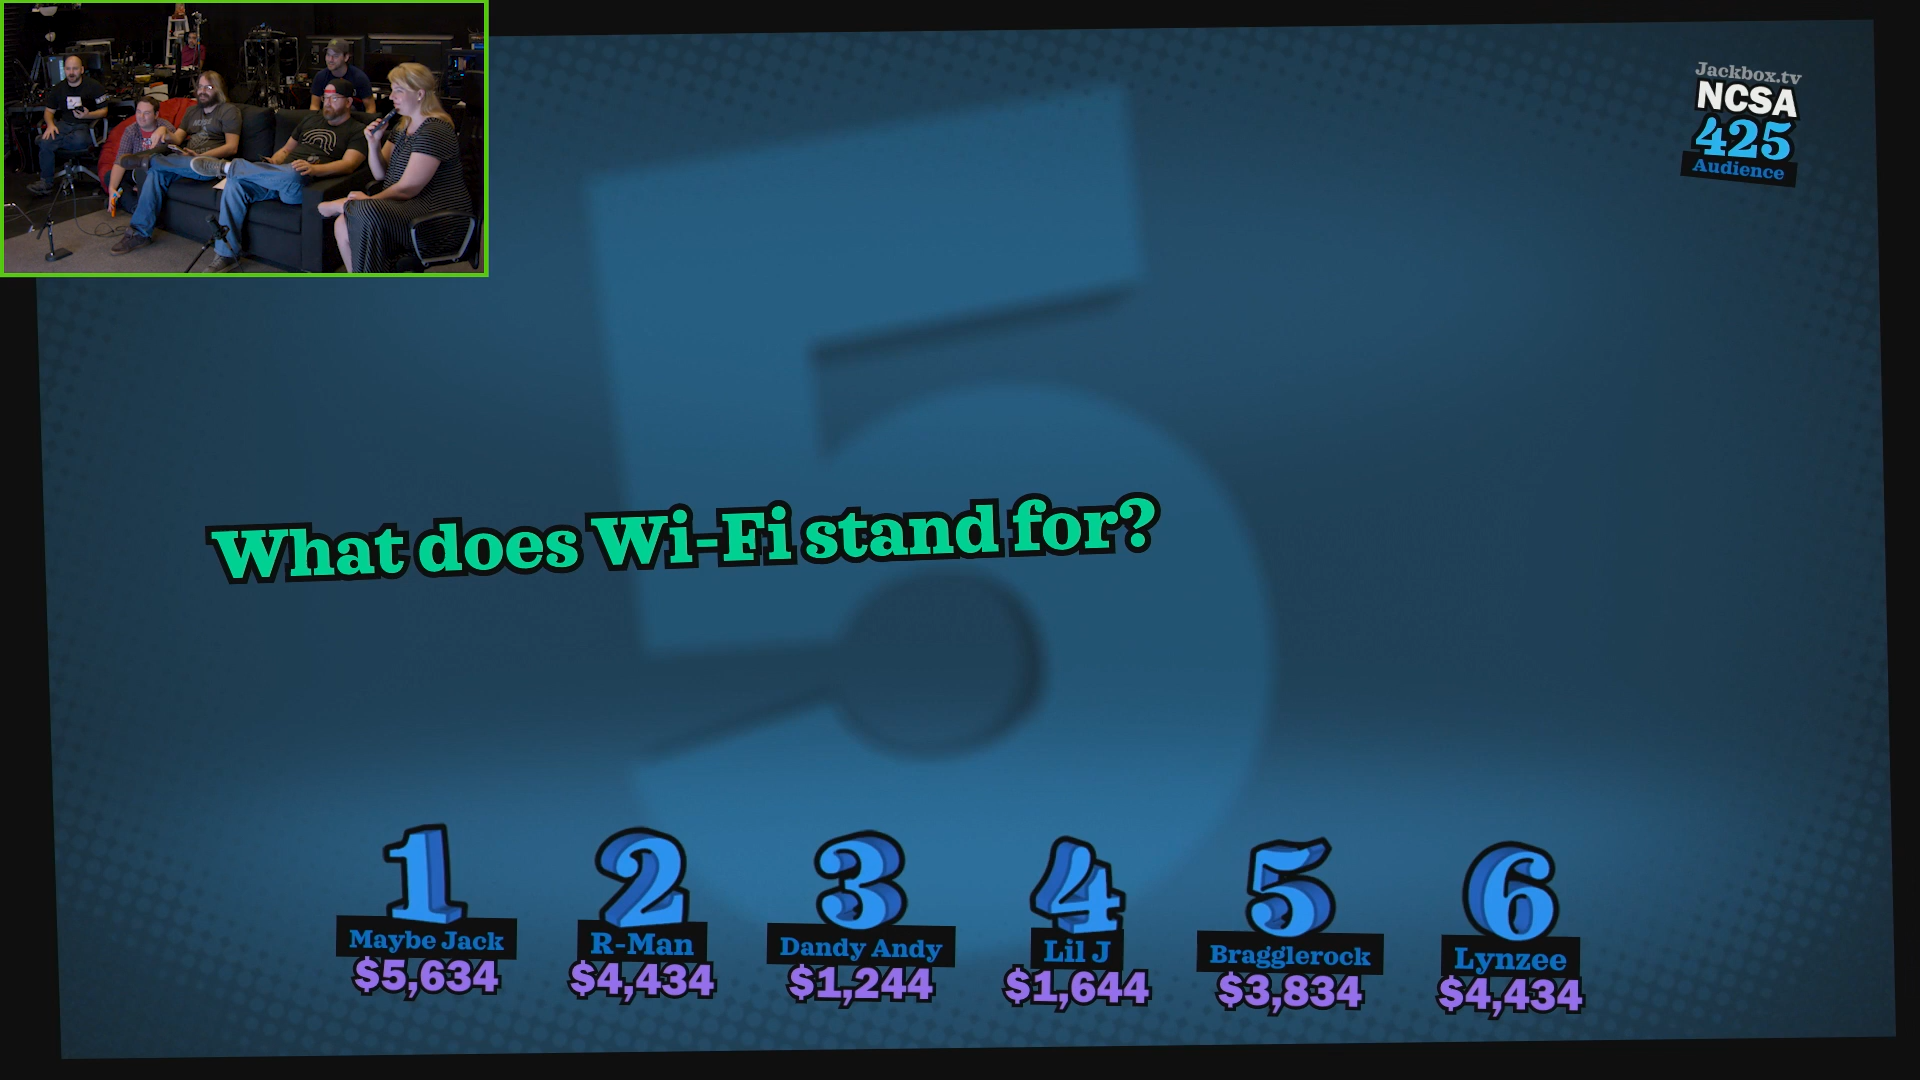 Jackbox.tv
NCSA
425
Audience
5
What does Wi-Fi stand for?
1
Maybe Jack
$5,634
2
R-Man
$4,434
3
Dandy Andy
$1,244
4
Lil J
$1,644
5
Bragglerock
$3,834
6
Lynzee
$4,434